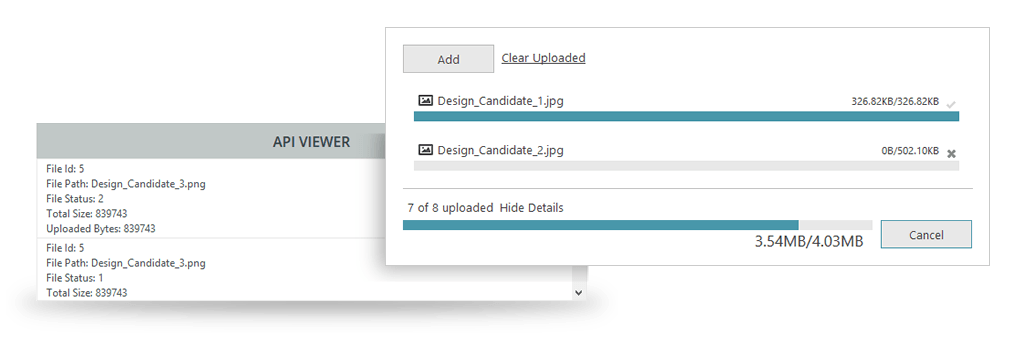 Add Clear Uploaded
Design_Candidate_1.jpg 326.82KB/326.82KB
Design_Candidate_2.jpg 0B/502.10KB
7 of 8 uploaded Hide Details
3.54MB/4.03MB
Cancel
API VIEWER
File Id: 5
File Path: Design_Candidate_3.png
File Status: 2
Total Size: 839743
Uploaded Bytes: 839743
File Id: 5
File Path: Design_Candidate_3.png
File Status: 1
Total Size: 839743